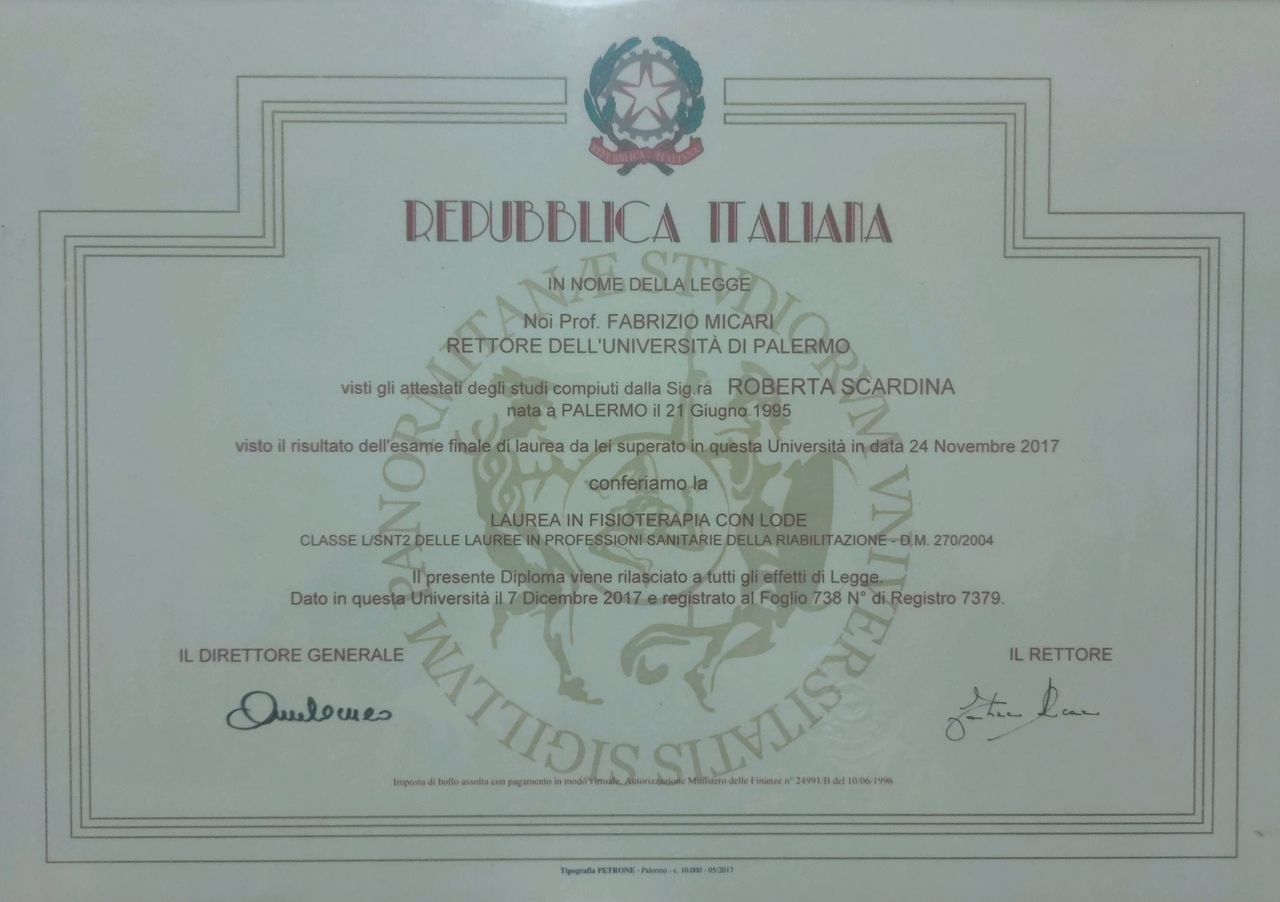 REPUBBLICA ITALIANA
REPUBBLICA ITALIANA
SIGILLVM PANORMITANÆ STVDIORVM VNIVERSITATIS
IN NOME DELLA LEGGE
Noi Prof. FABRIZIO MICARI
RETTORE DELL'UNIVERSITÀ DI PALERMO
visti gli attestati degli studi compiuti dalla Sig.ra ROBERTA SCARDINA
nata a PALERMO il 21 Giugno 1995
visto il risultato dell'esame finale di laurea da lei superato in questa Università in data 24 Novembre 2017
conferiamo la
LAUREA IN FISIOTERAPIA CON LODE
CLASSE L/SNT2 DELLE LAUREE IN PROFESSIONI SANITARIE DELLA RIABILITAZIONE - D.M. 270/2004
Il presente Diploma viene rilasciato a tutti gli effetti di Legge.
Dato in questa Università il 7 Dicembre 2017 e registrato al Foglio 738 N° di Registro 7379.
IL DIRETTORE GENERALE
IL RETTORE
Imposta di bollo assolta con pagamento in modo virtuale. Autorizzazione Ministero delle Finanze n° 24991/B del 10/06/1996
Tipografia PETRONE - Palermo - c. 10.000 - 05/2017